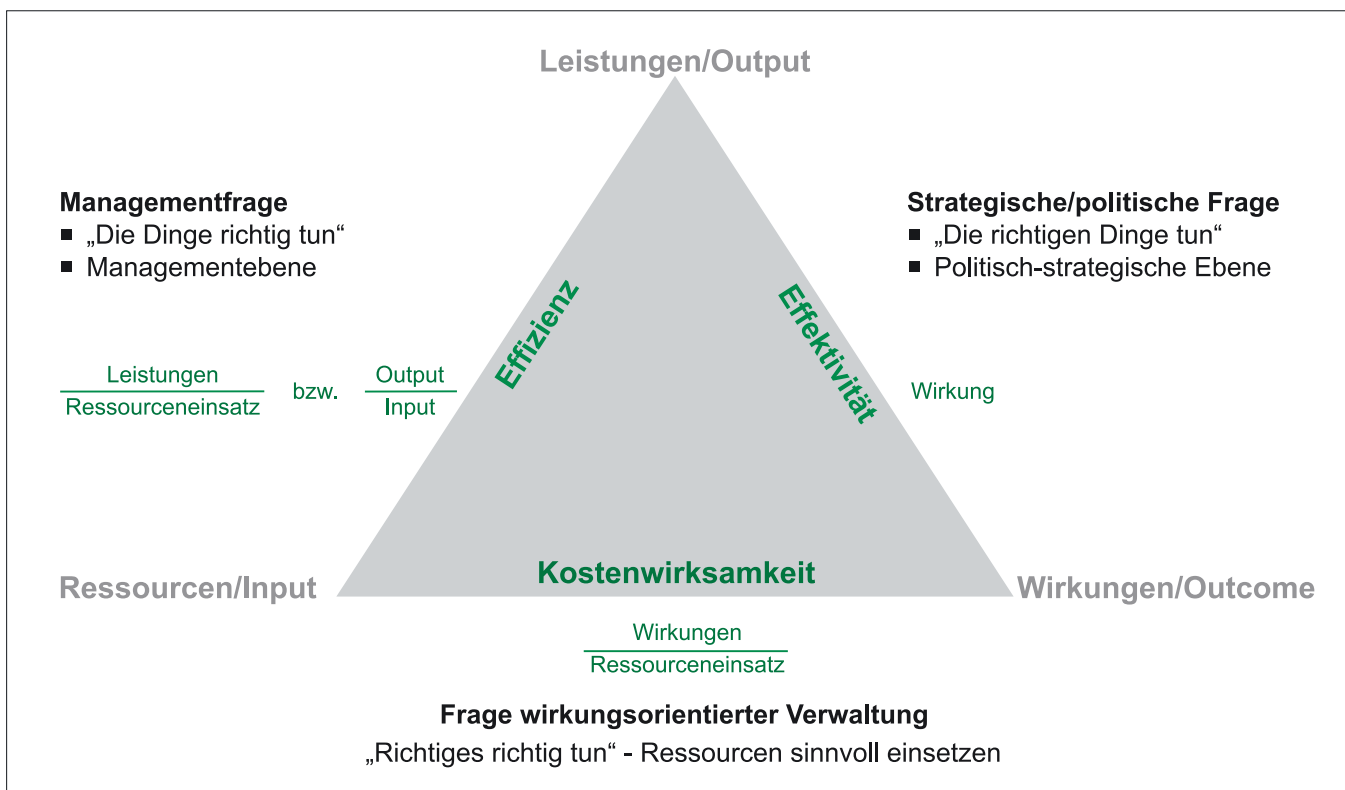 Leistungen/Output
Managementfrage
▪ „Die Dinge richtig tun“
▪ Managementebene
Strategische/politische Frage
▪ „Die richtigen Dinge tun“
▪ Politisch-strategische Ebene
Effizienz
Effektivität
Leistungen
Ressourceneinsatz
bzw.
Output
Input
Wirkung
Ressourcen/Input
Kostenwirksamkeit
Wirkungen/Outcome
Wirkungen
Ressourceneinsatz
Frage wirkungsorientierter Verwaltung
„Richtiges richtig tun“ - Ressourcen sinnvoll einsetzen